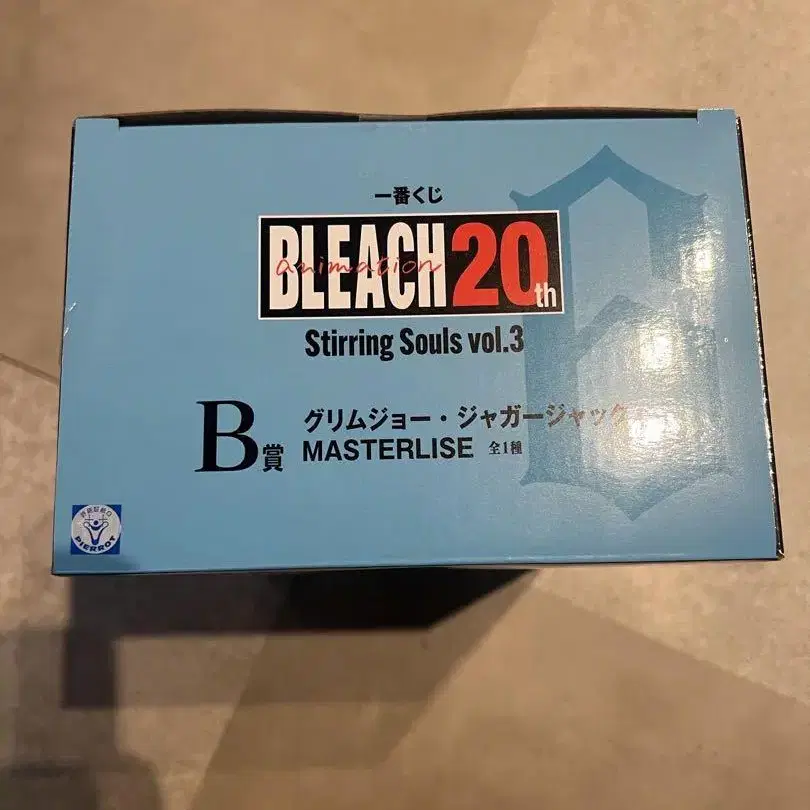 一番くじ
BLEACH 20th
animation
Stirring Souls vol.3
B賞
グリムジョー・ジャガージャック
MASTERLISE 全1種
PIERROT